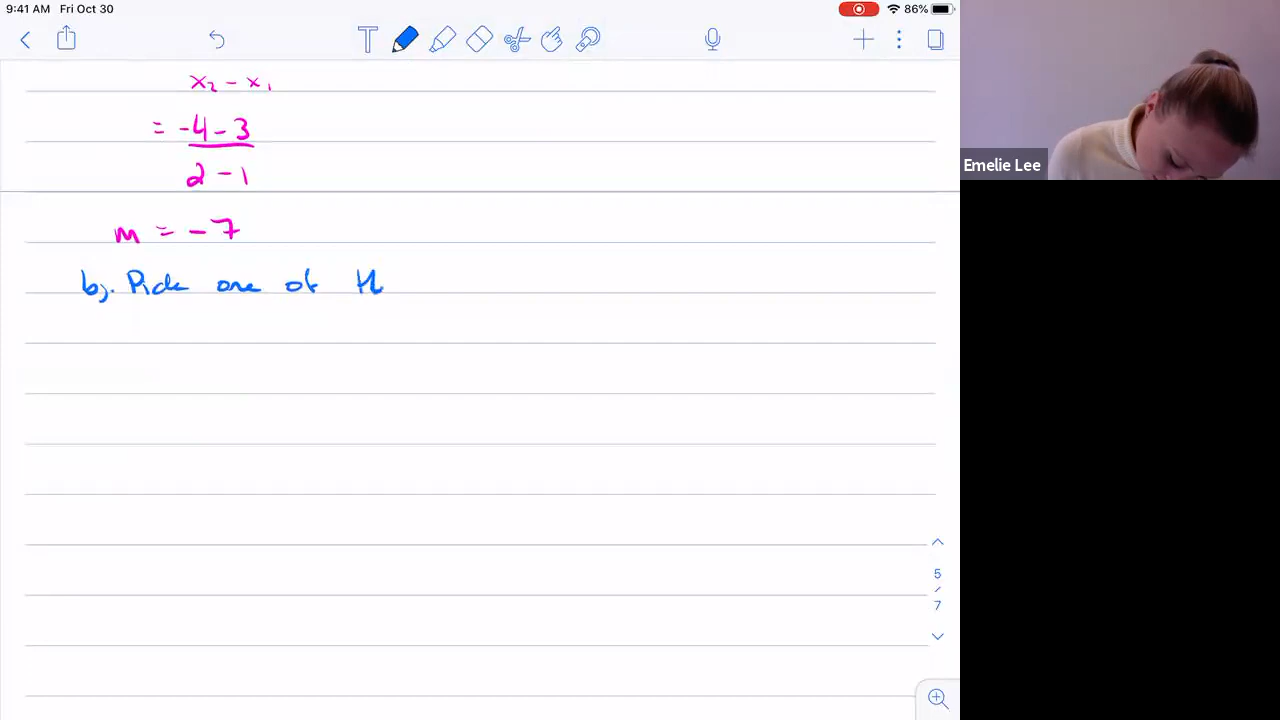 9:41 AM Fri Oct 30
86%
T
x₂ - x₁
= -4-3
2 - 1
m = -7
b). Pick one of th
Emelie Lee
5
/
7